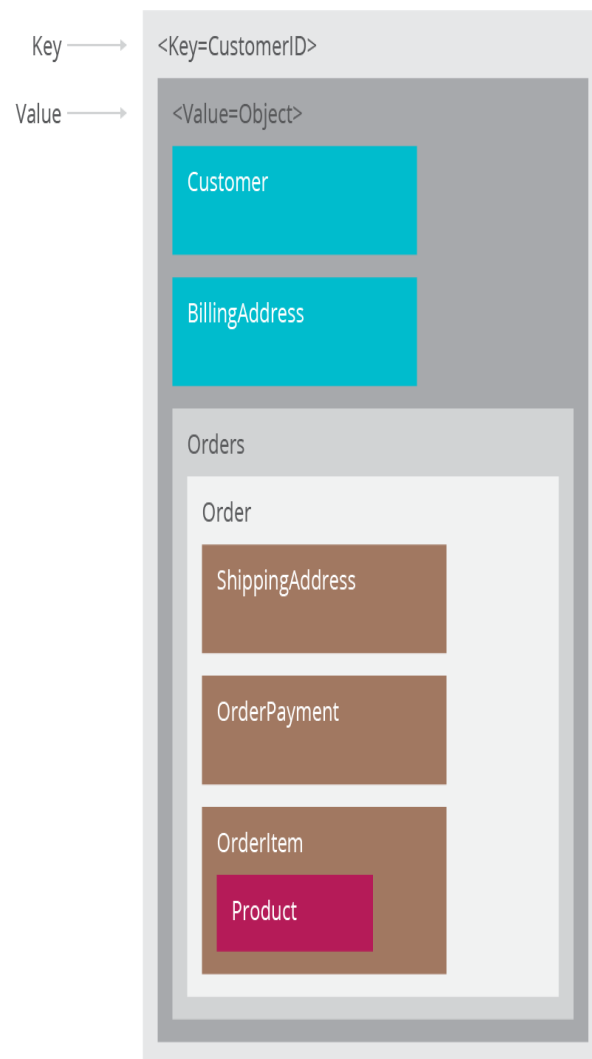 Key
<Key=CustomerID>
Value
<Value=Object>
Customer
BillingAddress
Orders
Order
ShippingAddress
OrderPayment
OrderItem
Product